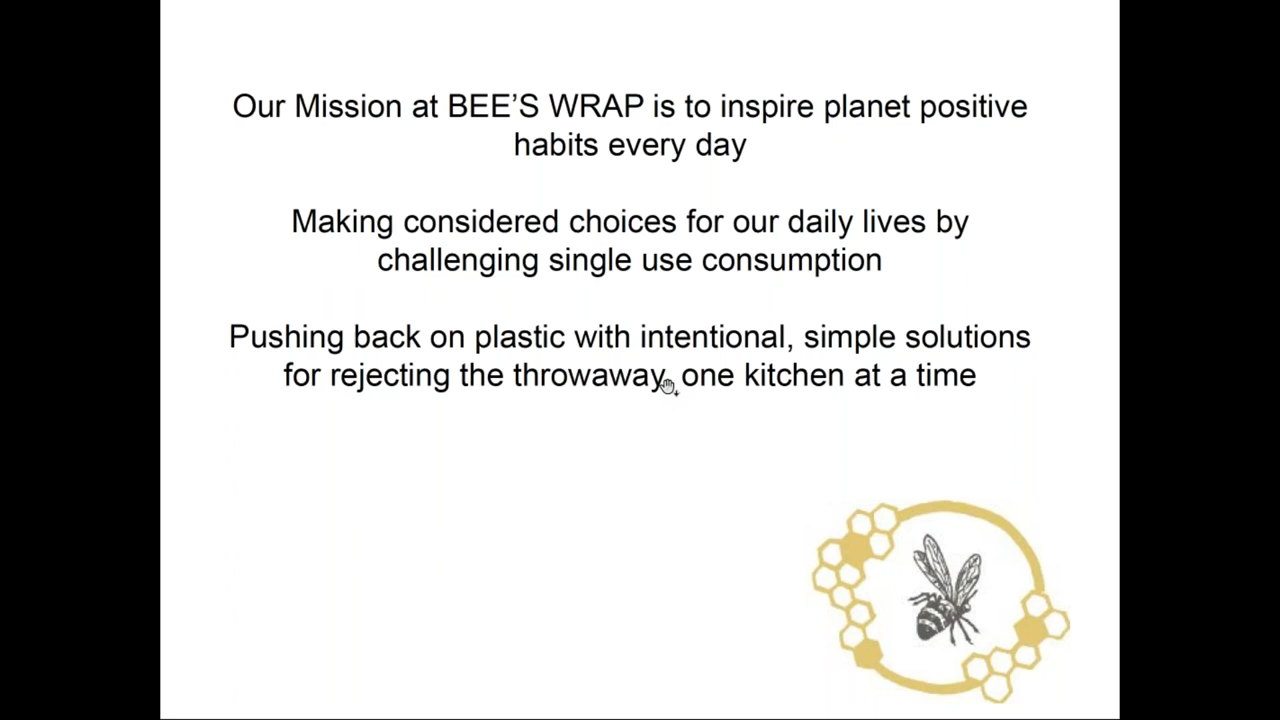 Our Mission at BEE’S WRAP is to inspire planet positive
habits every day
Making considered choices for our daily lives by
challenging single use consumption
Pushing back on plastic with intentional, simple solutions
for rejecting the throwaway, one kitchen at a time